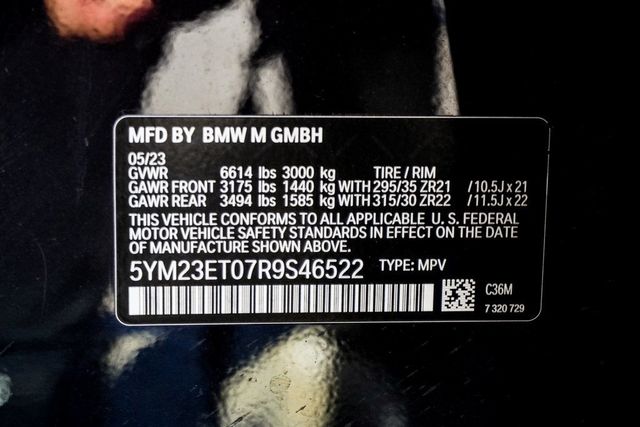 MFD BY BMW M GMBH
05/23
GVWR 6614 lbs 3000 kg TIRE / RIM
GAWR FRONT 3175 lbs 1440 kg WITH 295/35 ZR21 / 10.5J x 21
GAWR REAR 3494 lbs 1585 kg WITH 315/30 ZR22 / 11.5J x 22
THIS VEHICLE CONFORMS TO ALL APPLICABLE U. S. FEDERAL
MOTOR VEHICLE SAFETY STANDARDS IN EFFECT ON THE DATE
OF MANUFACTURE SHOWN ABOVE.
5YM23ET07R9S46522 TYPE: MPV
C36M
7 320 729